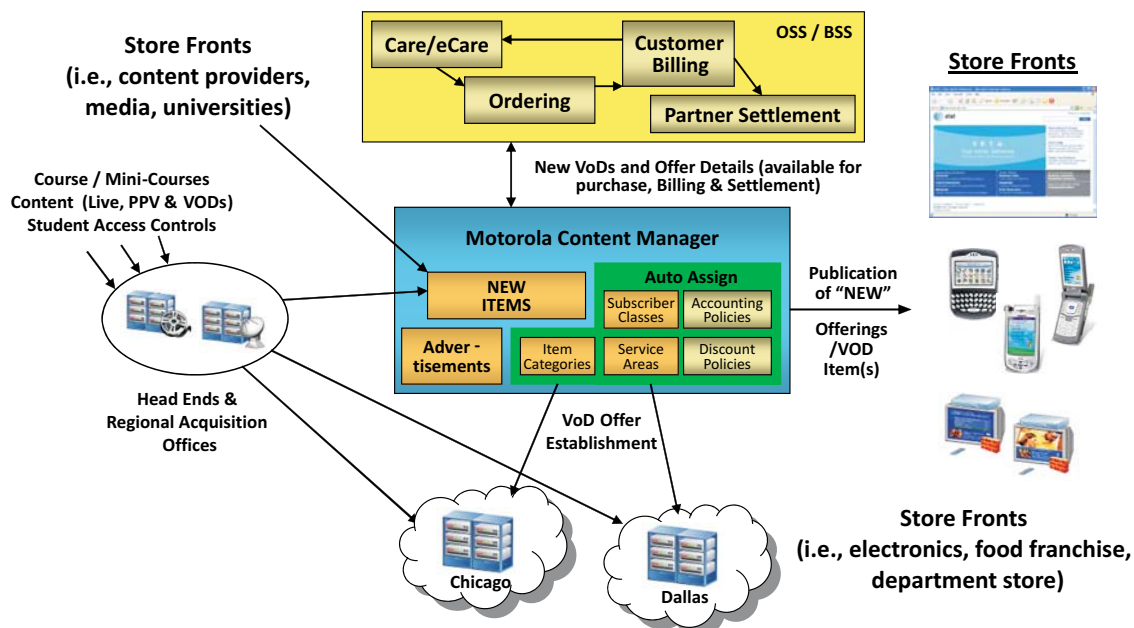 Store Fronts
(i.e., content providers,
media, universities)
OSS / BSS
Care/eCare
Customer
Billing
Ordering
Partner Settlement
Store Fronts
at&t
New VoDs and Offer Details (available for
purchase, Billing & Settlement)
Course / Mini-Courses
Content (Live, PPV & VODs)
Student Access Controls
Motorola Content Manager
NEW
ITEMS
Auto Assign
Subscriber
Classes
Accounting
Policies
Adver -
tisements
Item
Categories
Service
Areas
Discount
Policies
Publication
of “NEW”
Offerings
/VOD
Item(s)
Head Ends &
Regional Acquisition
Offices
VoD Offer
Establishment
Chicago
Dallas
Store Fronts
(i.e., electronics, food franchise,
department store)